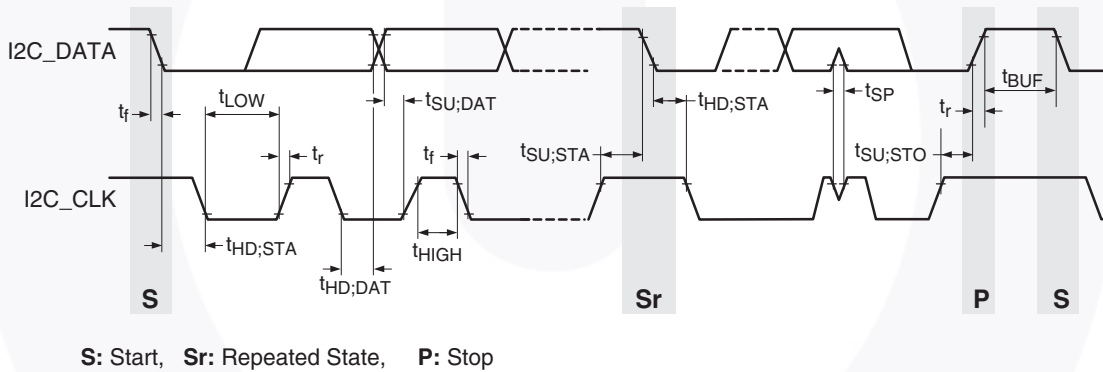 I2C_DATA
tf
tLOW
tSU;DAT
tHD;STA
tSP
tBUF
tr
tr
tf
tSU;STA
tSU;STO
I2C_CLK
tHD;STA
tHD;DAT
tHIGH
S
Sr
P
S
S: Start, Sr: Repeated State, P: Stop